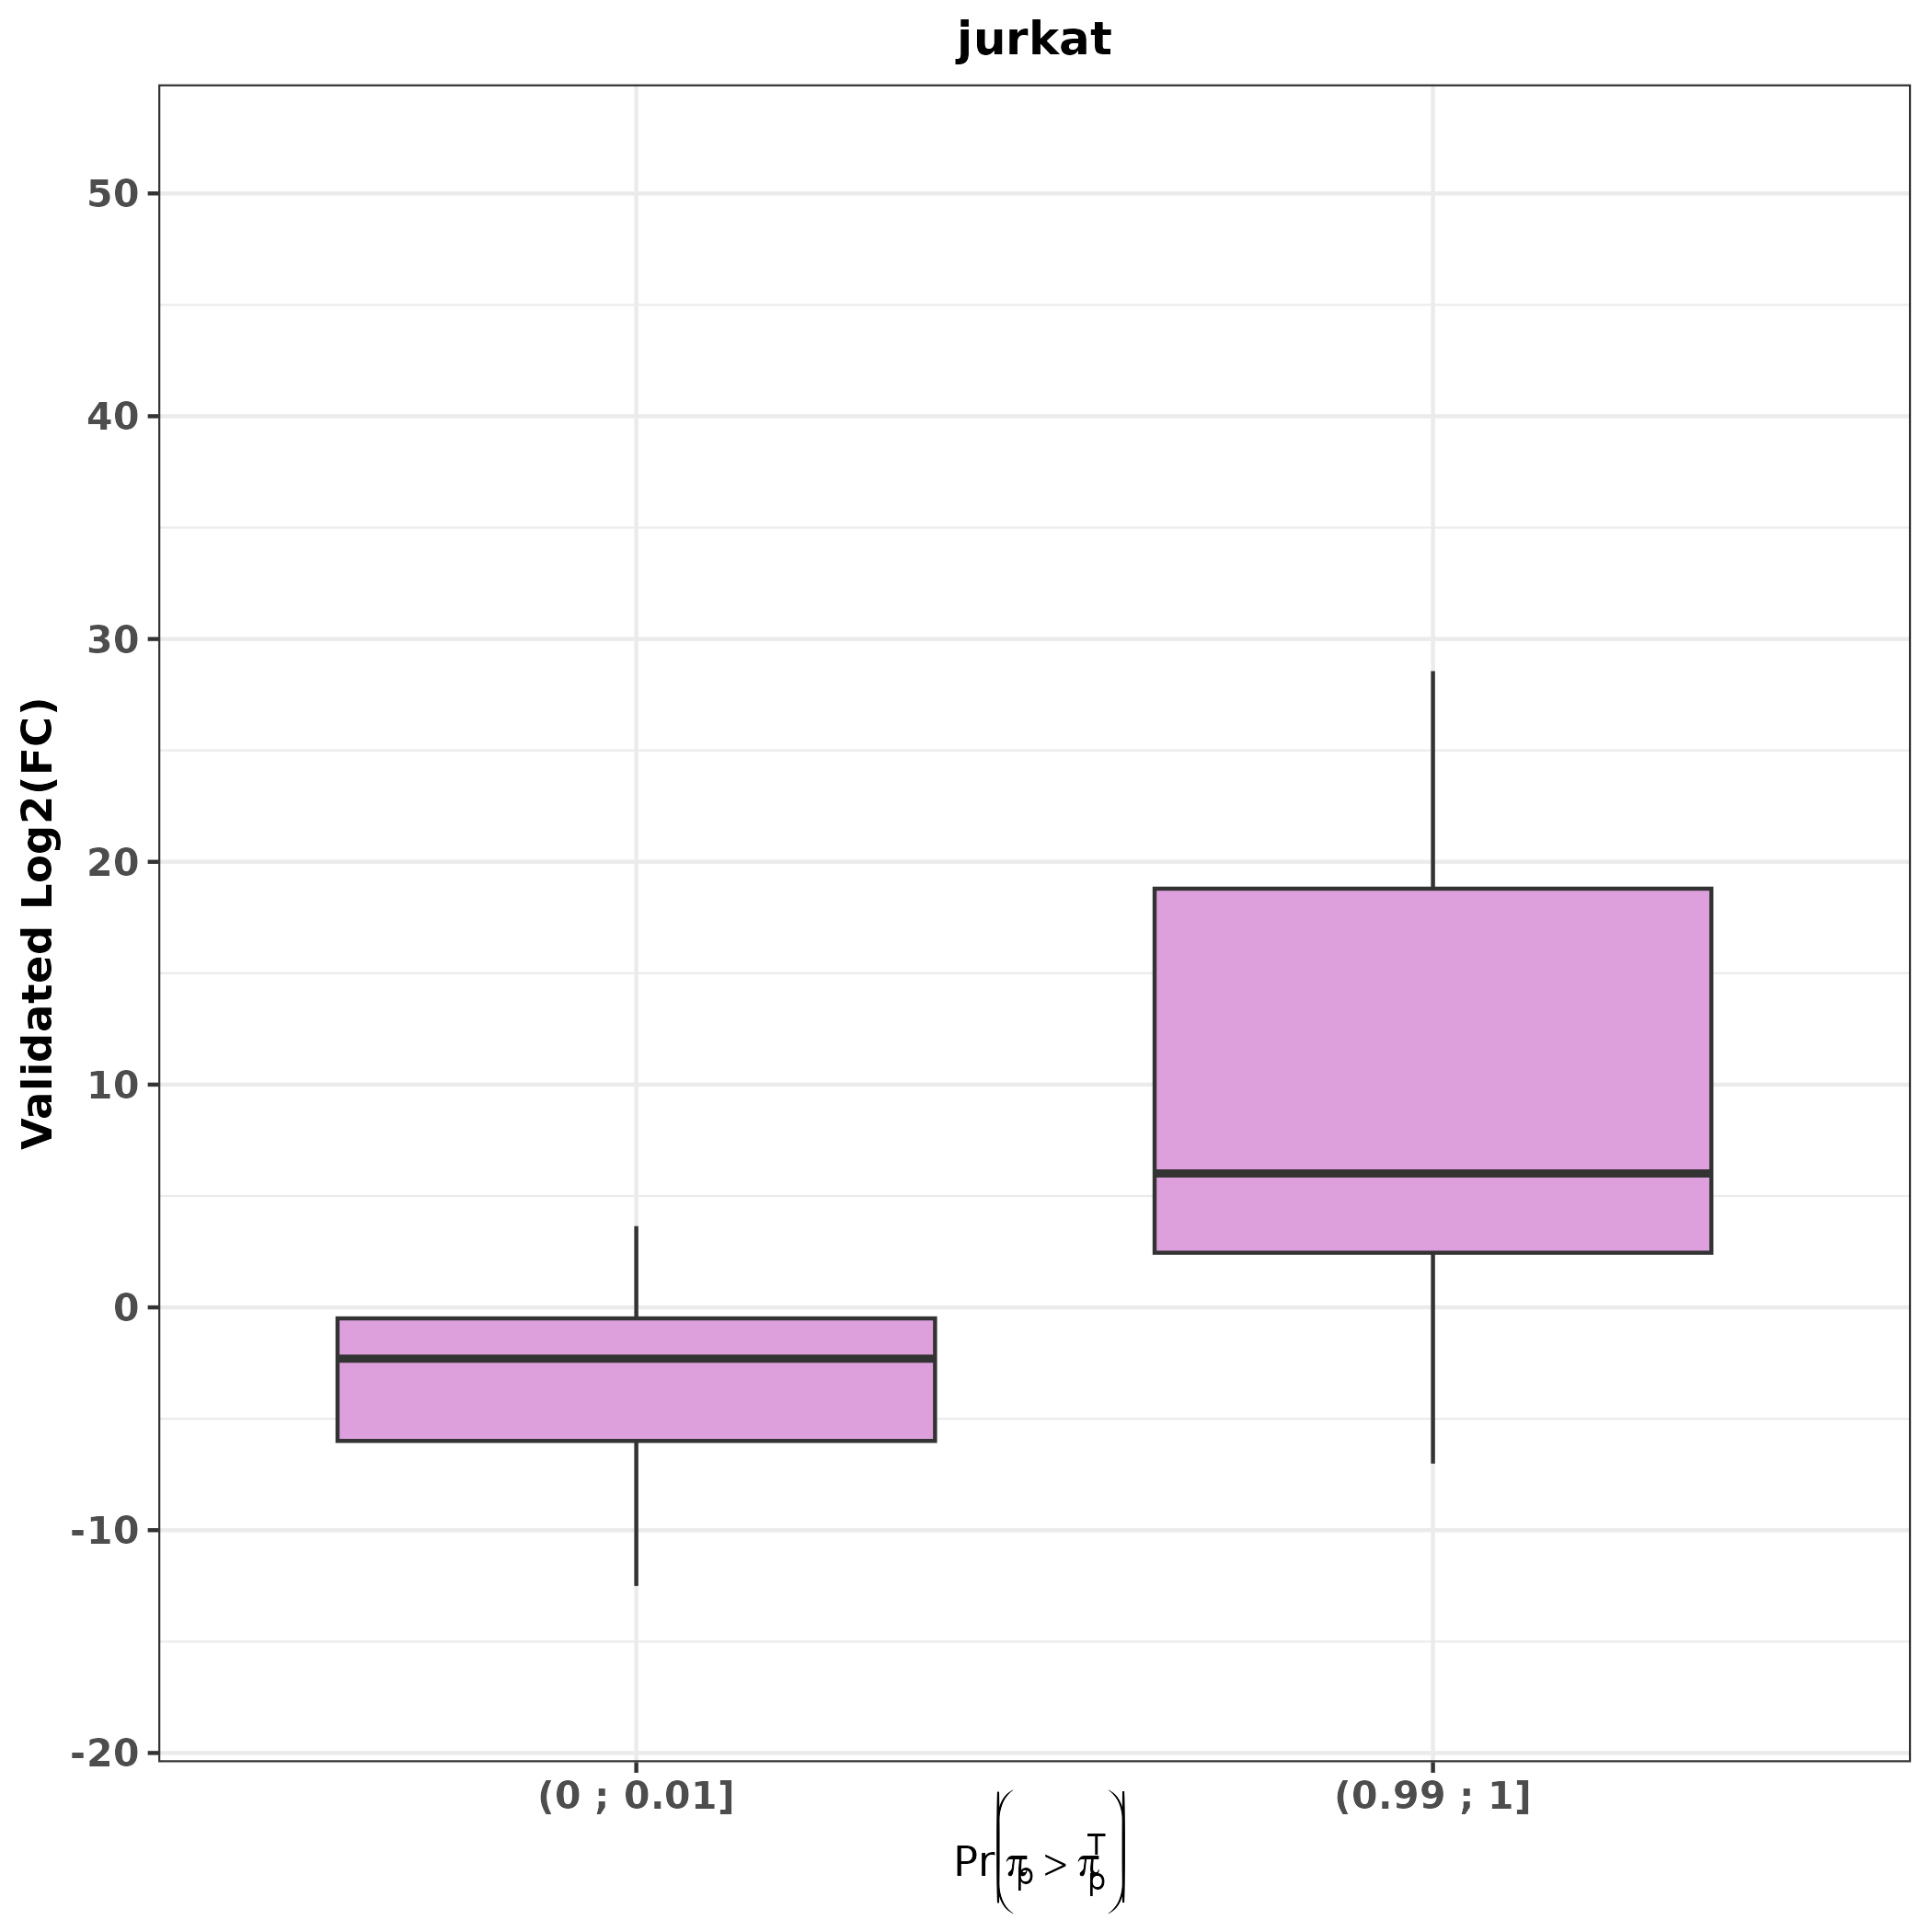 jurkat
Validated Log2(FC)
50
40
30
20
10
0
-10
-20
(0 ; 0.01]
(0.99 ; 1]
Pr(π_p > π_p^T)